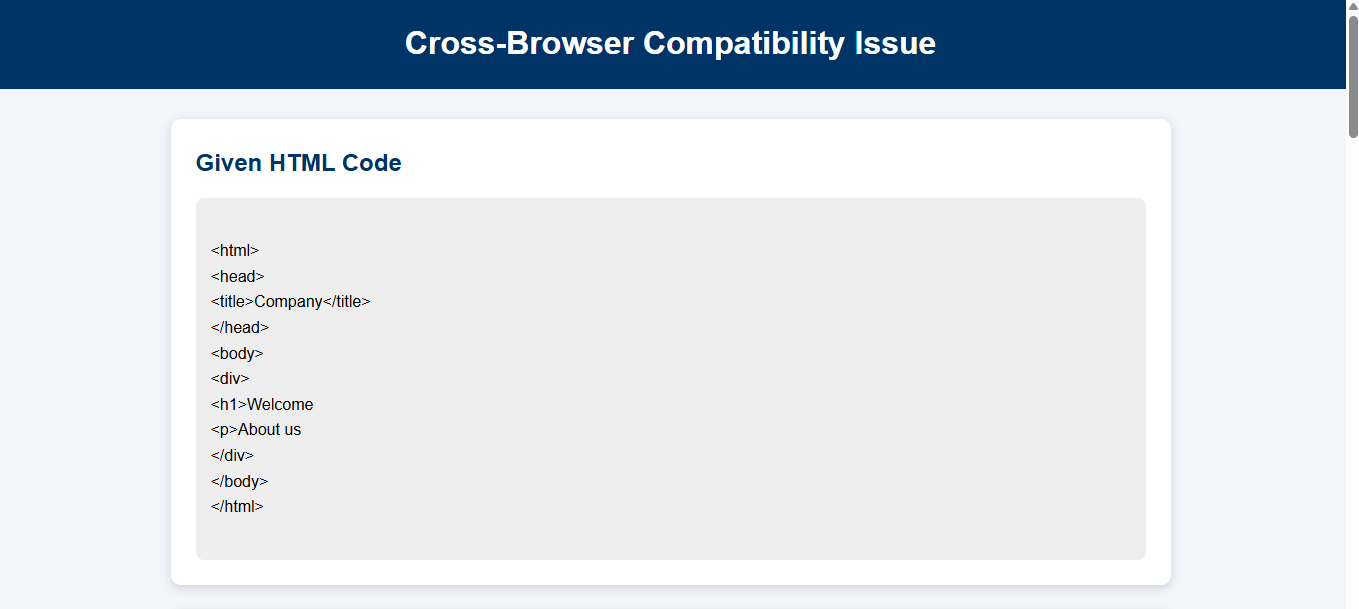 Cross-Browser Compatibility Issue
Given HTML Code
<html>
<head>
<title>Company</title>
</head>
<body>
<div>
<h1>Welcome
<p>About us
</div>
</body>
</html>